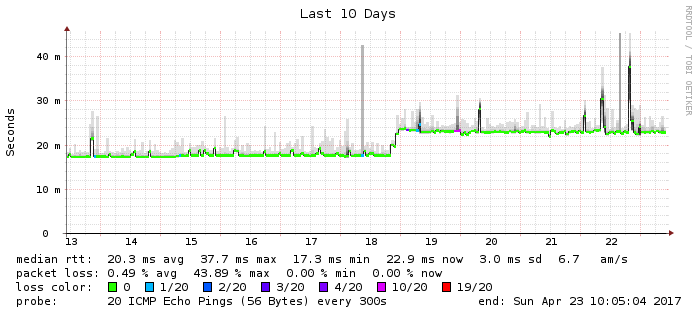 Last 10 Days
RRDTOOL / TOBI OETIKER
Seconds
40 m
30 m
20 m
10 m
0
13 14 15 16 17 18 19 20 21 22
median rtt: 20.3 ms avg 37.7 ms max 17.3 ms min 22.9 ms now 3.0 ms sd 6.7 am/s
packet loss: 0.49 % avg 43.89 % max 0.00 % min 0.00 % now
loss color: 0 1/20 2/20 3/20 4/20 10/20 19/20
probe: 20 ICMP Echo Pings (56 Bytes) every 300s end: Sun Apr 23 10:05:04 2017